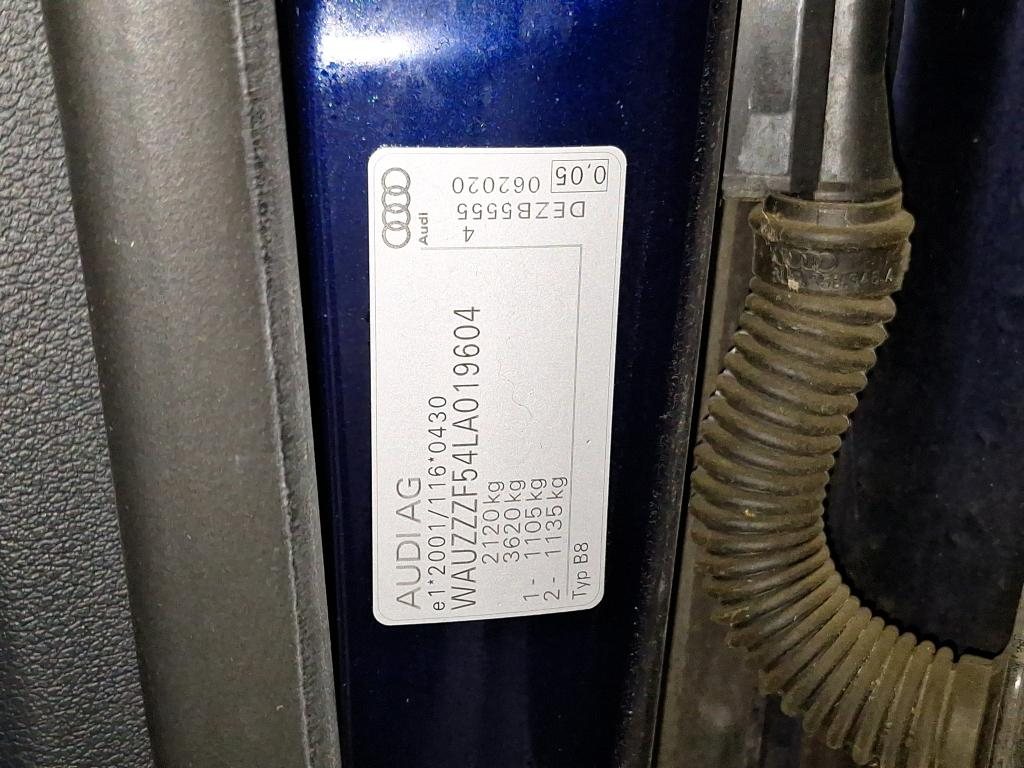 AUDI AG
e1*2001/116*0430
WAUZZZF54LA019604
2120 kg
3620 kg
1 - 1105 kg
2 - 1135 kg
Typ B8
Audi
4
DEZB5555
062020
0,05